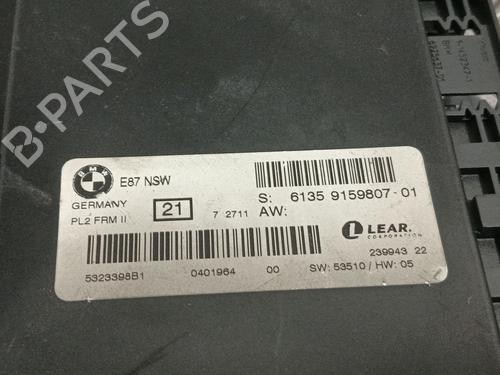 B-PARTS
BMW
E87 NSW
GERMANY
PL2 FRM II
21
7 2711
S: 6135 9159807-01
AW:
LEAR.
CORPORATION
239943 22
5323398B1
0401964
00
SW: 53510 / HW: 05